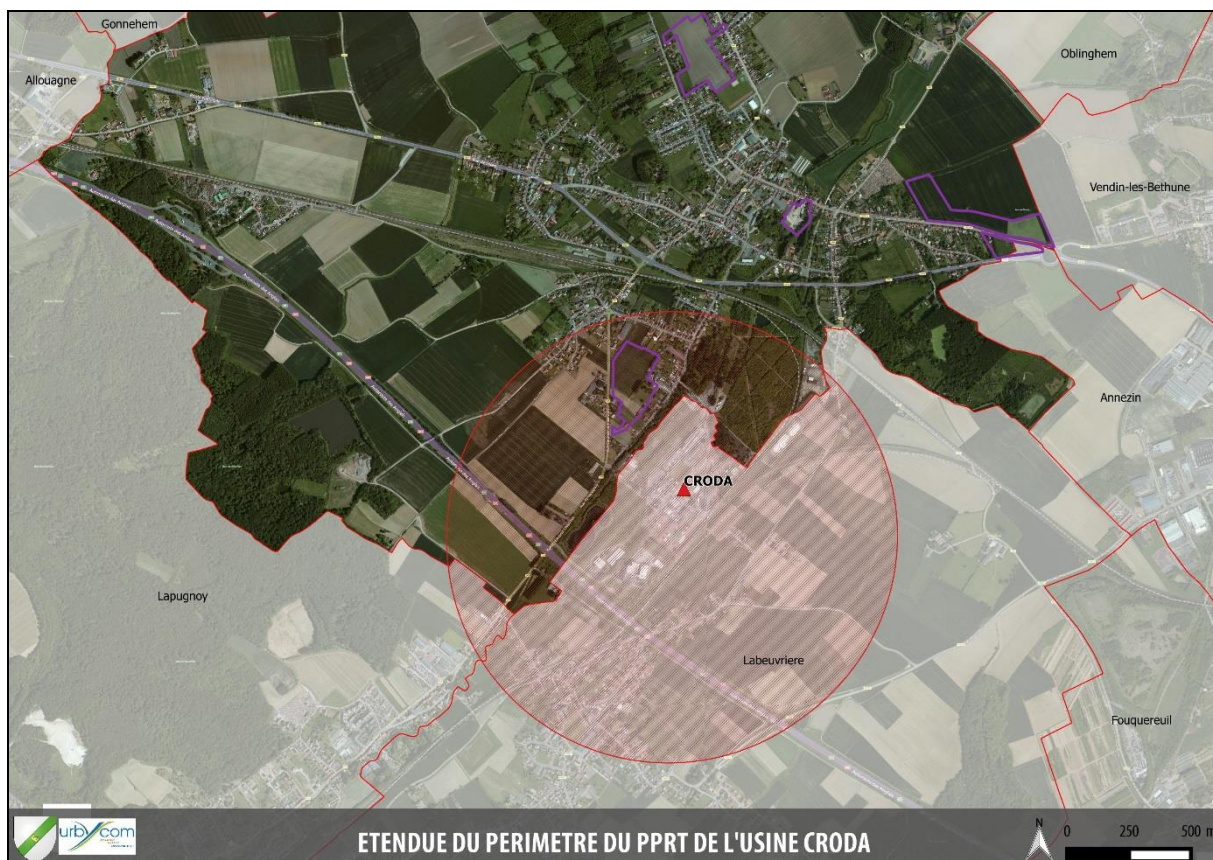 Gonnehem
Oblinghem
Allouagne
Vendin-les-Bethune
Annezin
CRODA
Lapugnoy
Labeuvriere
Fouquereuil
urbycom
ETENDUE DU PERIMETRE DU PPRT DE L'USINE CRODA
N
0 250 500 m